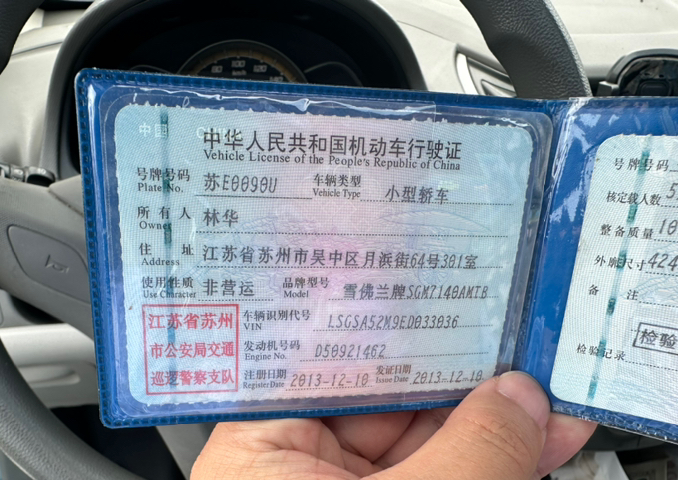 中国
中华人民共和国机动车行驶证
Vehicle License of the People's Republic of China
号牌号码 Plate No. 苏E0090U 车辆类型 Vehicle Type 小型轿车
所有人 Owner 林华
住址 Address 江苏省苏州市吴中区月浜街64号301室
使用性质 Use Character 非营运 品牌型号 Model 雪佛兰牌SGM7140AMTB
江苏省苏州
市公安局交通
巡逻警察支队
车辆识别代号 VIN LSGSA52M9ED033036
发动机号码 Engine No. D50921462
注册日期 Register Date 2013-12-10 发证日期 Issue Date 2013-12-10
号牌号码
核定载人数 5
整备质量 10
外廓尺寸 424
备注
检验
检验记录